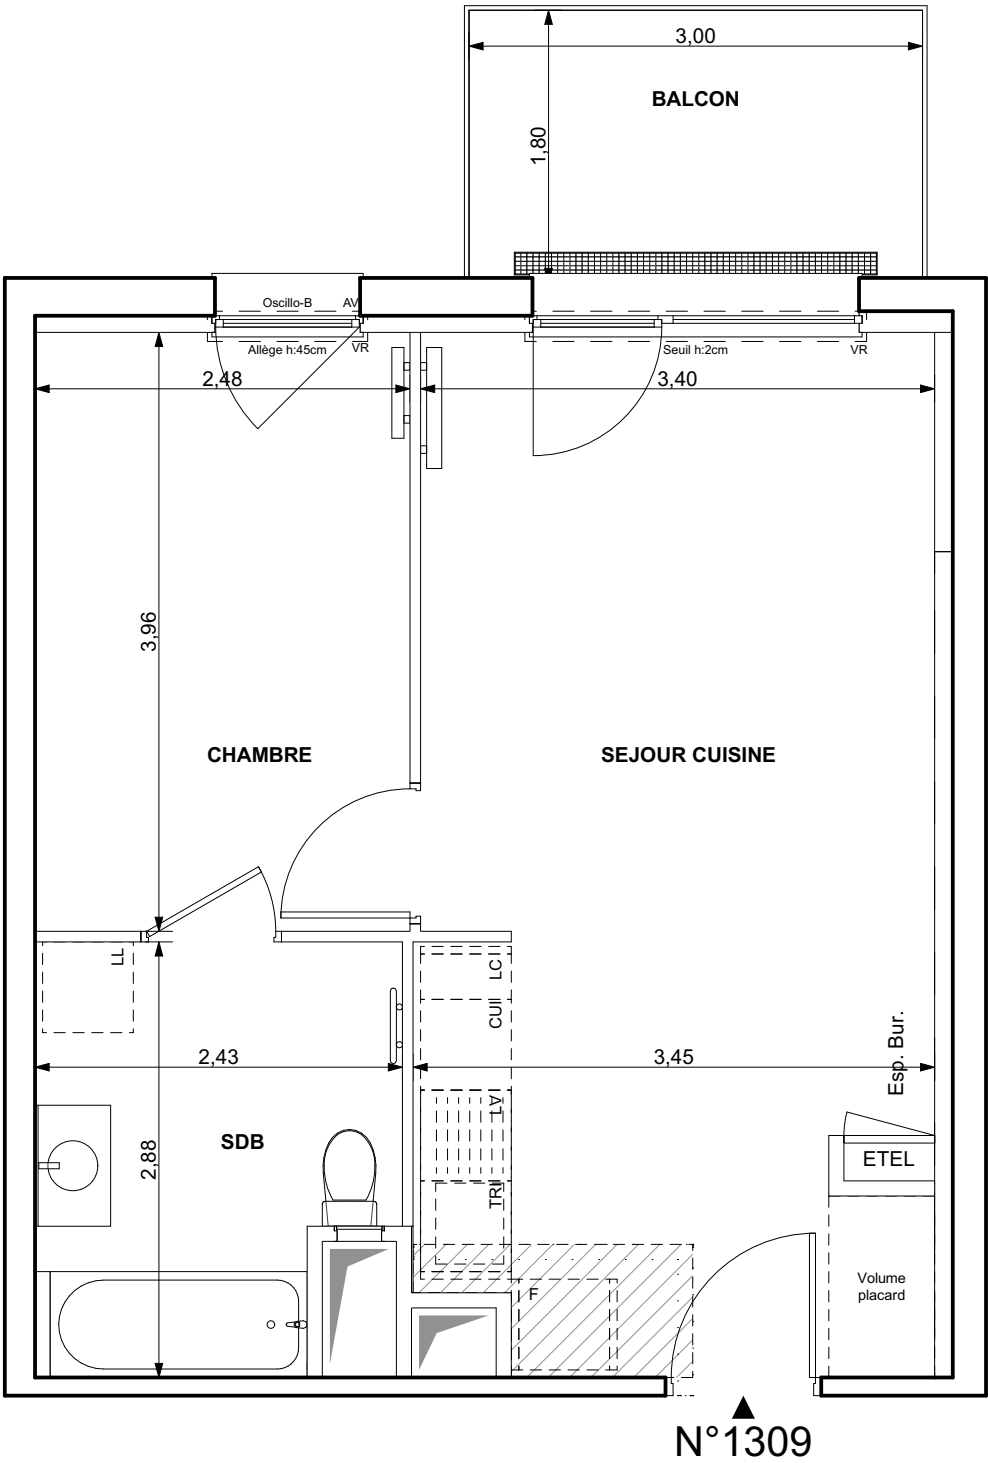 3,00
BALCON
1,80
Oscillo-B
AV
Allège h:45cm
VR
Seuil h:2cm
VR
2,48
3,40
3,96
CHAMBRE
SEJOUR CUISINE
LL
LC
CUI
2,43
3,45
Esp. Bur.
LV
2,88
SDB
ETEL
TRI
Volume
placard
F
N°1309